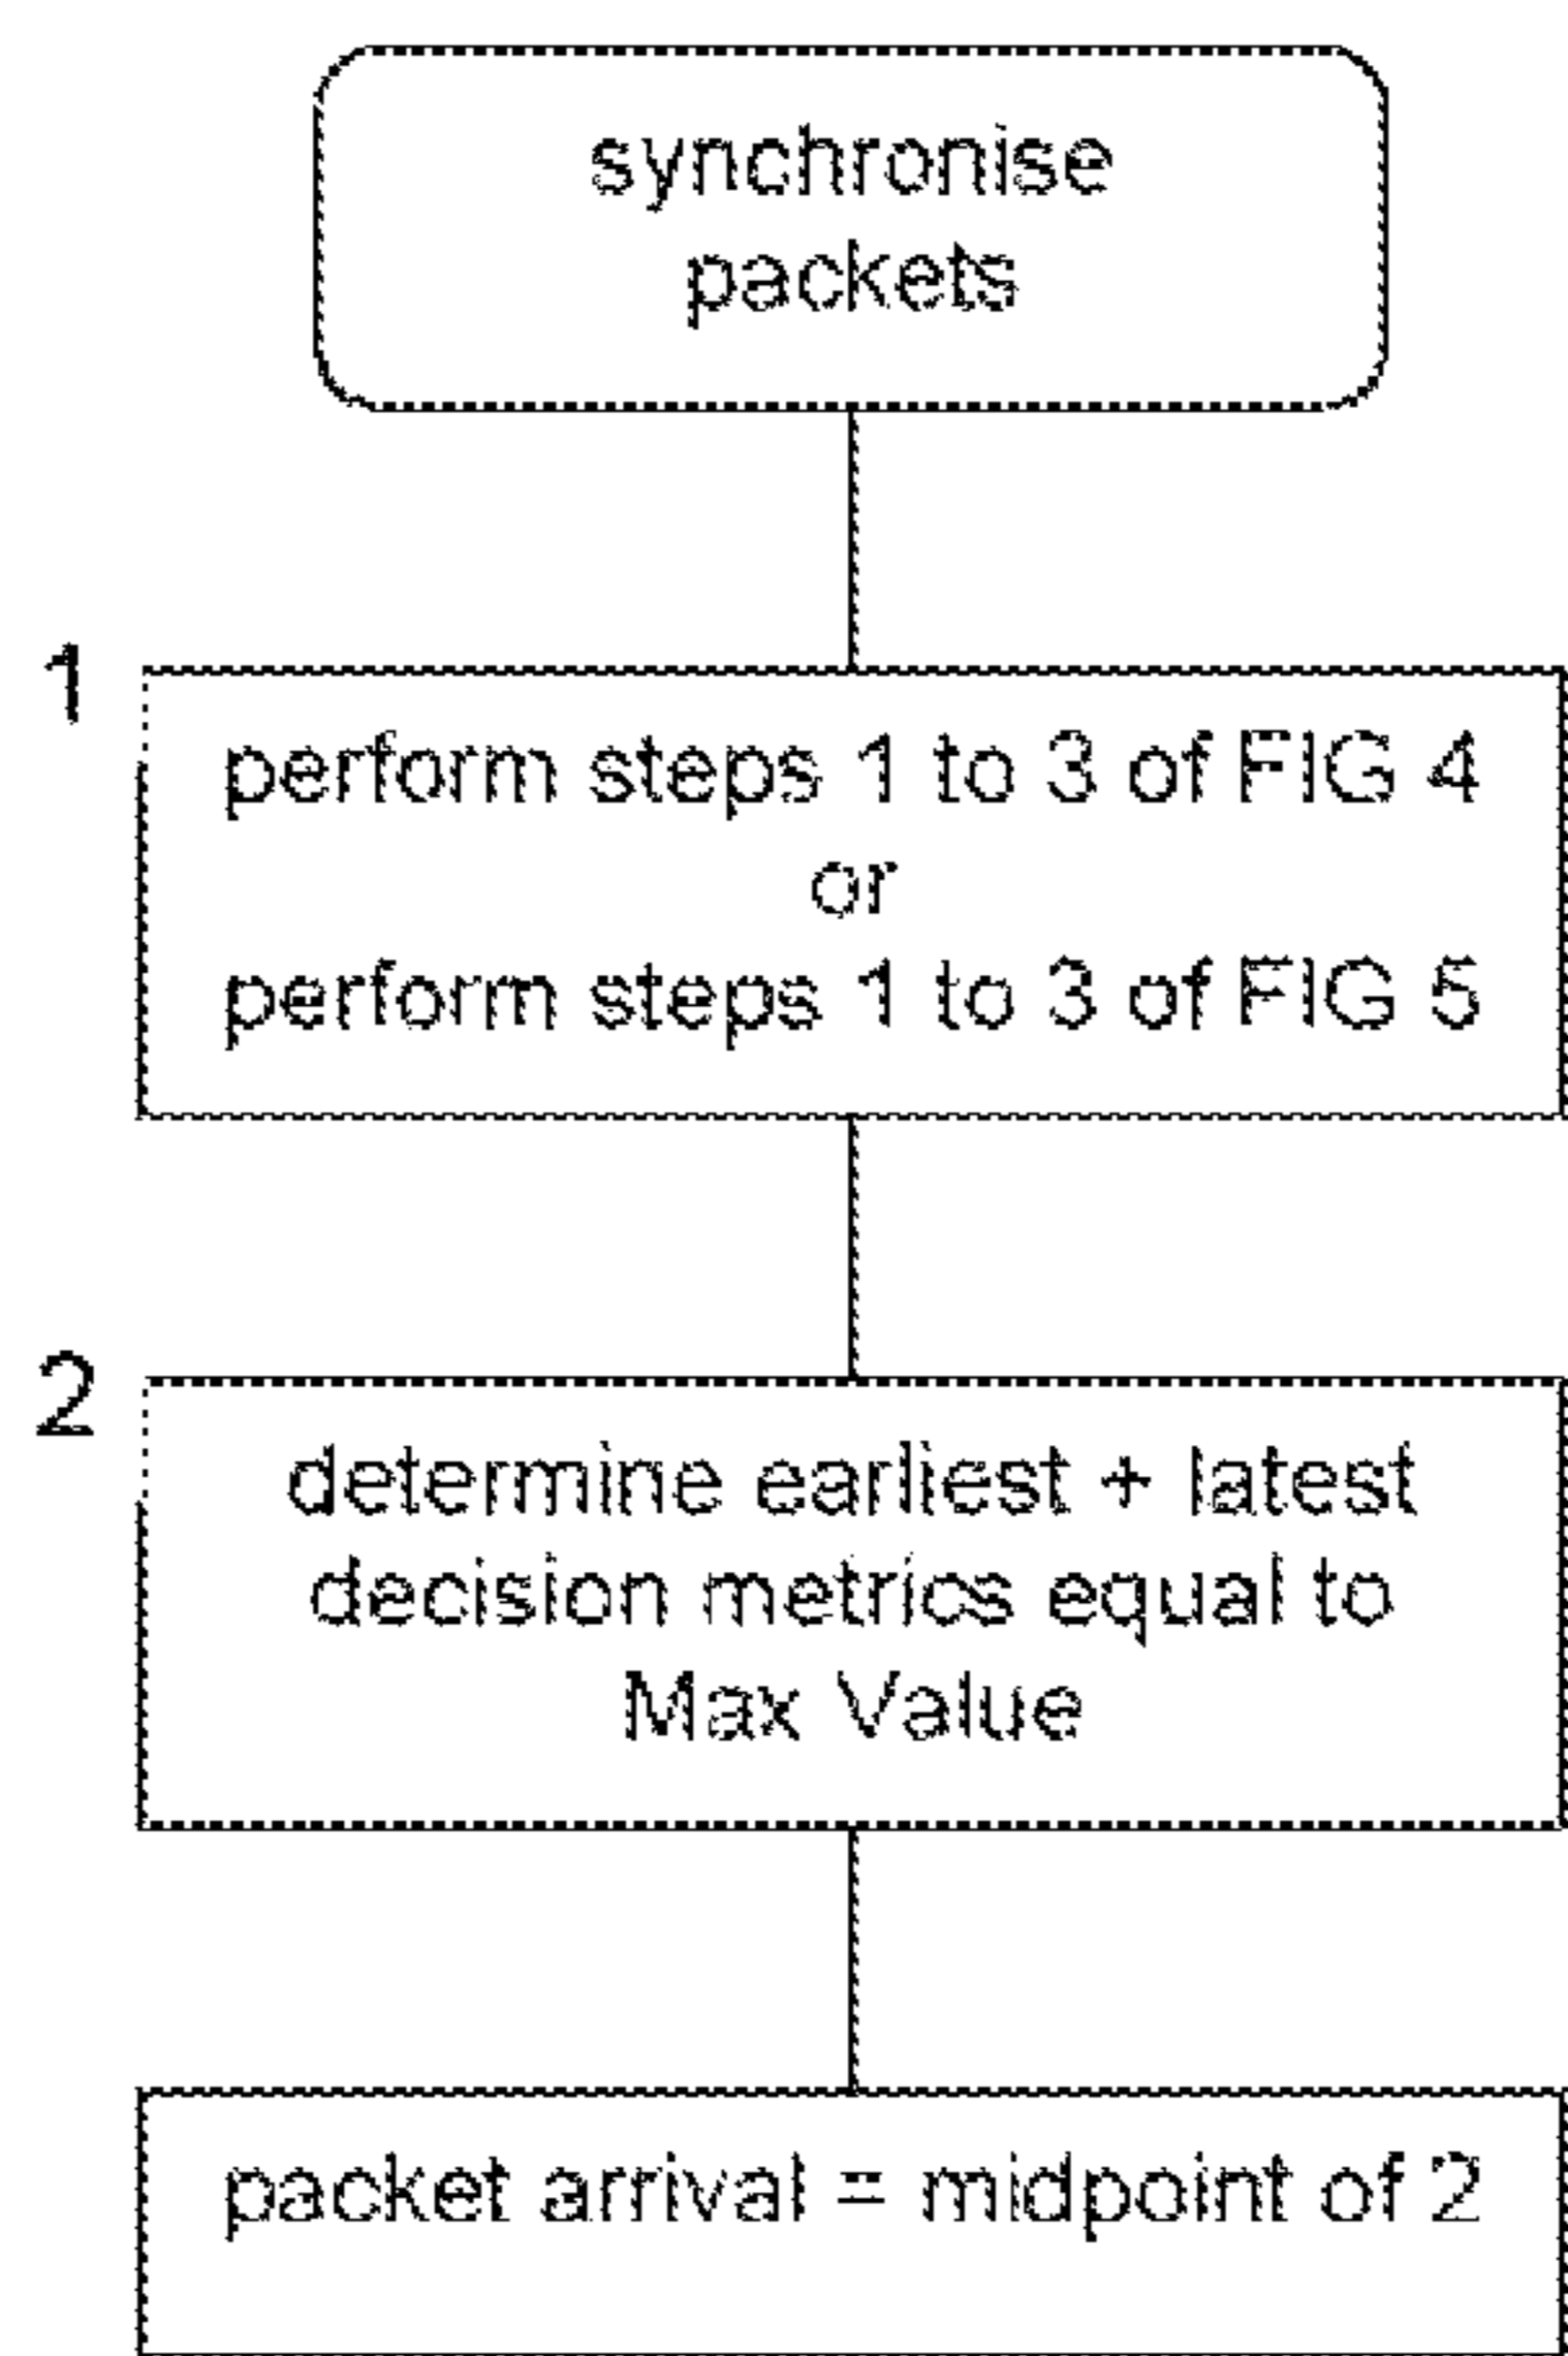 synchronise
packets
1
perform steps 1 to 3 of FIG 4
or
perform steps 1 to 3 of FIG 5
2
determine earliest + latest
decision metrics equal to
Max Value
packet arrival = midpoint of 2